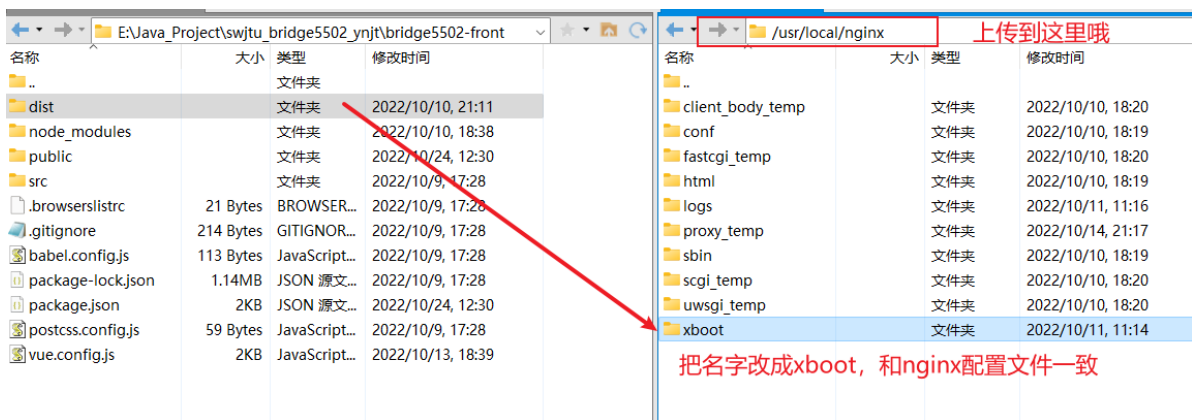 E:\Java_Project\swjtu_bridge5502_ynjt\bridge5502-front
名称 大小 类型 修改时间
.. 文件夹
dist 文件夹 2022/10/10, 21:11
node_modules 文件夹 2022/10/10, 18:38
public 文件夹 2022/10/24, 12:30
src 文件夹 2022/10/9, 17:28
.browserslistrc 21 Bytes BROWSER... 2022/10/9, 17:28
.gitignore 214 Bytes GITIGNOR... 2022/10/9, 17:28
babel.config.js 113 Bytes JavaScript... 2022/10/9, 17:28
package-lock.json 1.14MB JSON 源文... 2022/10/9, 17:28
package.json 2KB JSON 源文... 2022/10/24, 12:30
postcss.config.js 59 Bytes JavaScript... 2022/10/9, 17:28
vue.config.js 2KB JavaScript... 2022/10/13, 18:39
/usr/local/nginx 上传到这里哦
名称 大小 类型 修改时间
..
client_body_temp 文件夹 2022/10/10, 18:20
conf 文件夹 2022/10/10, 18:19
fastcgi_temp 文件夹 2022/10/10, 18:20
html 文件夹 2022/10/10, 18:19
logs 文件夹 2022/10/11, 11:16
proxy_temp 文件夹 2022/10/14, 21:17
sbin 文件夹 2022/10/10, 18:19
scgi_temp 文件夹 2022/10/10, 18:20
uwsgi_temp 文件夹 2022/10/10, 18:20
xboot 文件夹 2022/10/11, 11:14
把名字改成xboot，和nginx配置文件一致